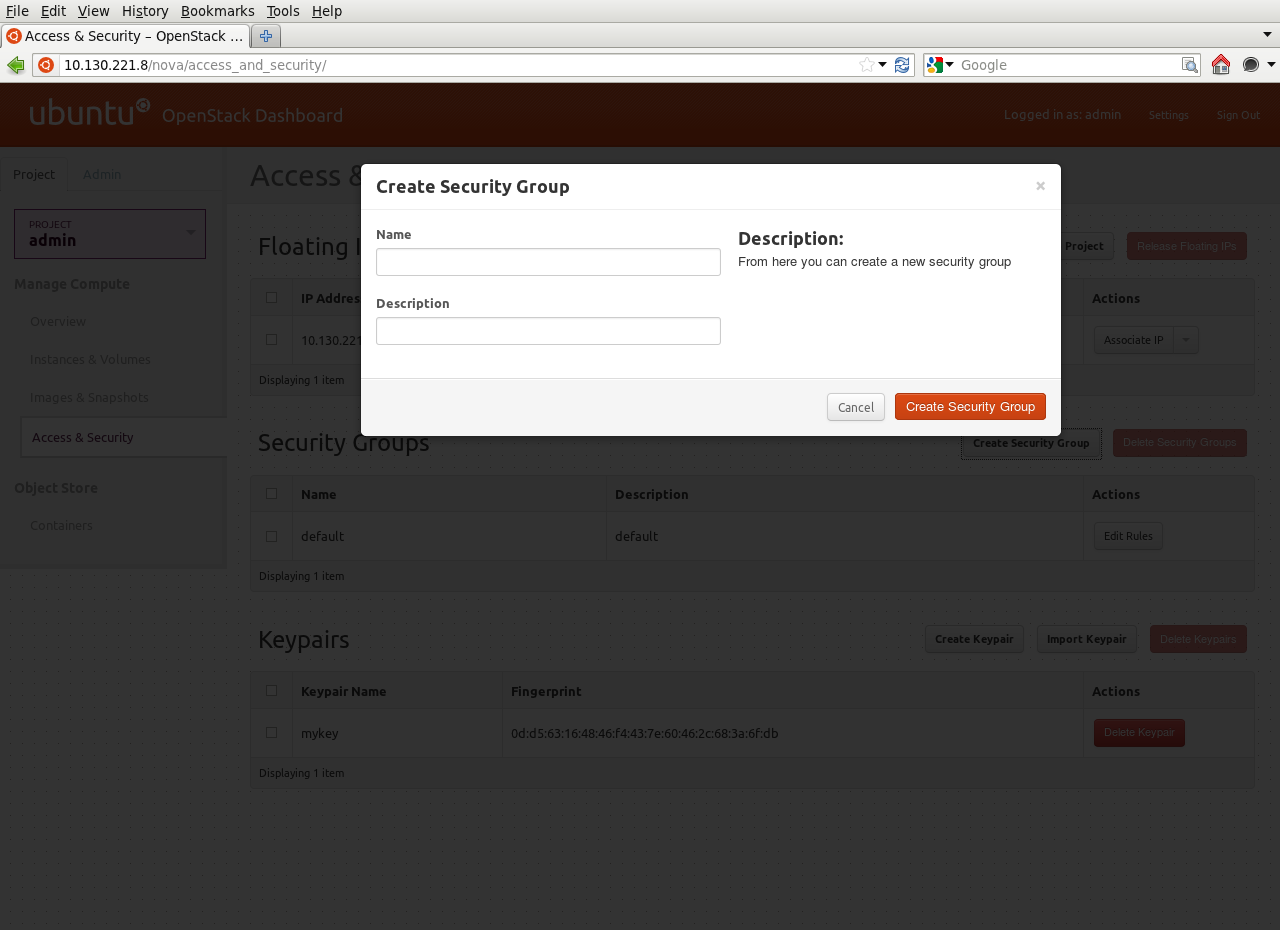 File Edit View History Bookmarks Tools Help
Access & Security – OpenStack ...
10.130.221.8/nova/access_and_security/
Google
ubuntu OpenStack Dashboard
Logged in as: admin Settings Sign Out
Project Admin
Access &
PROJECT
admin
Manage Compute
Overview
Instances & Volumes
Images & Snapshots
Access & Security
Object Store
Containers
Create Security Group ×
Name
Description
Description:
From here you can create a new security group
Cancel Create Security Group
Floating Project Release Floating IPs
IP Addres Actions
10.130.221 Associate IP
Displaying 1 item
Security Groups Create Security Group Delete Security Groups
Name Description Actions
default default Edit Rules
Displaying 1 item
Keypairs Create Keypair Import Keypair Delete Keypairs
Keypair Name Fingerprint Actions
mykey 0d:d5:63:16:48:46:f4:43:7e:60:46:2c:68:3a:6f:db Delete Keypair
Displaying 1 item